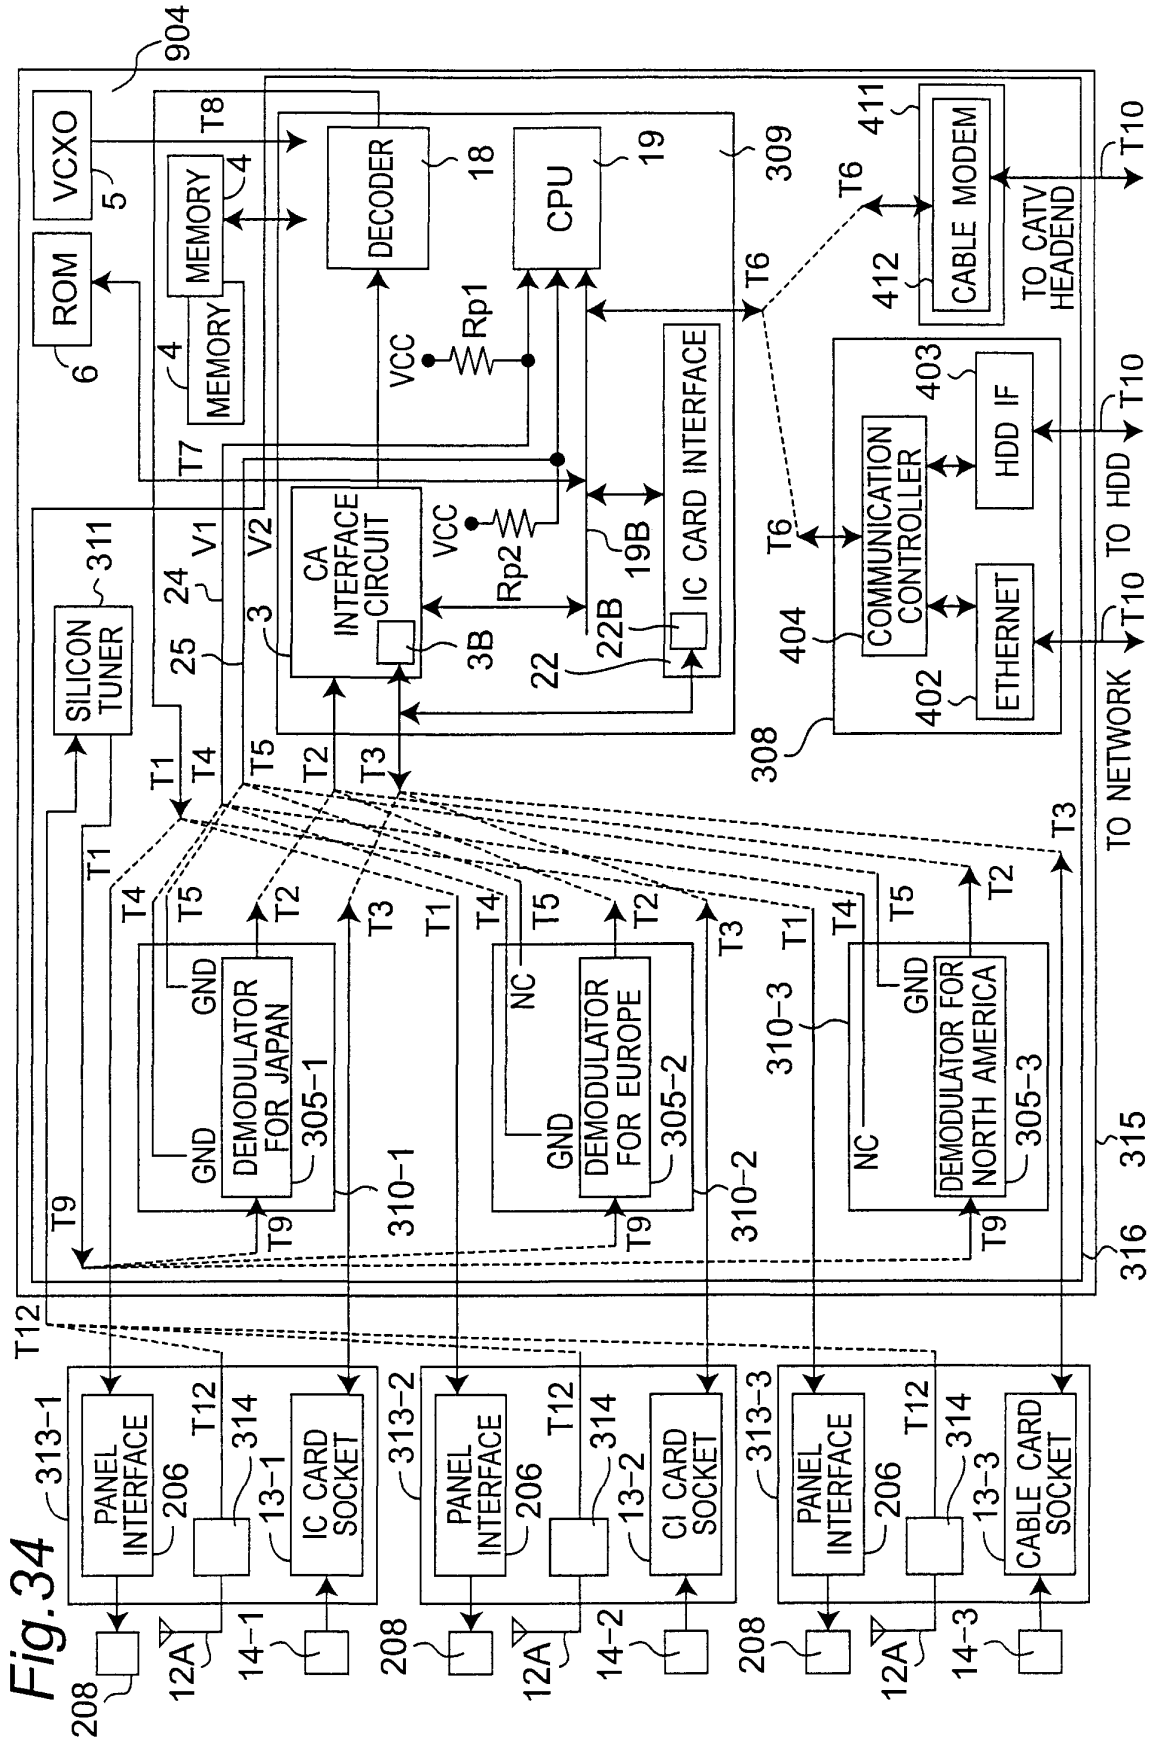 Fig.34
904
VCXO
5
T8
MEMORY
4
MEMORY
4
ROM
6
T7
DECODER
18
CPU
19
309
VCC
Rp1
VCC
Rp2
CA
INTERFACE
CIRCUIT
3
3B
19B
IC CARD INTERFACE
22B
22
V1
V2
24
25
SILICON
TUNER
311
T1
T4
T5
T2
T3
T6
T6
T6
411
CABLE MODEM
412
TO CATV
HEADEND
T10
COMMUNICATION
CONTROLLER
404
403
HDD IF
402
ETHERNET
308
TO HDD
T10
TO NETWORK
T10
T1
T9
T12
T4
T5
T2
T3
GND
GND
DEMODULATOR
FOR JAPAN
305-1
T9
310-1
T1
T4
T5
T2
T3
NC
GND
DEMODULATOR
FOR EUROPE
305-2
T9
310-2
T1
T4
T5
T2
T3
310-3
GND
NC
DEMODULATOR FOR
NORTH AMERICA
305-3
T9
315
316
313-1
PANEL
INTERFACE
206
T12
314
13-1
IC CARD
SOCKET
208
12A
14-1
313-2
PANEL
INTERFACE
206
T12
314
13-2
CI CARD
SOCKET
208
12A
14-2
313-3
PANEL
INTERFACE
206
T12
314
13-3
CABLE CARD
SOCKET
208
12A
14-3